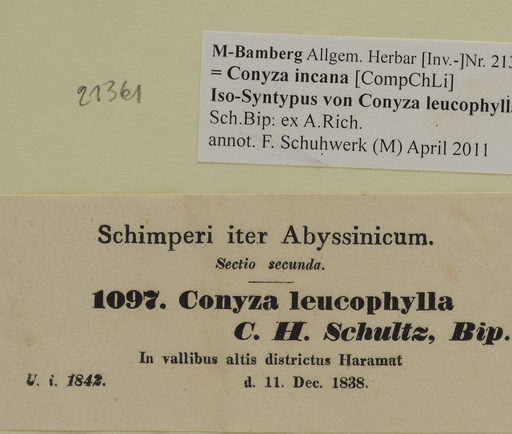 21361
M-Bamberg Allgem. Herbar [Inv.-]Nr. 213
= Conyza incana [CompChLi]
Iso-Syntypus von Conyza leucophylla
Sch.Bip: ex A.Rich.
annot. F. Schuhwerk (M) April 2011
Schimperi iter Abyssinicum.
Sectio secunda.
1097. Conyza leucophylla
C. H. Schultz, Bip.
In vallibus altis districtus Haramat
U. i. 1842. d. 11. Dec. 1838.